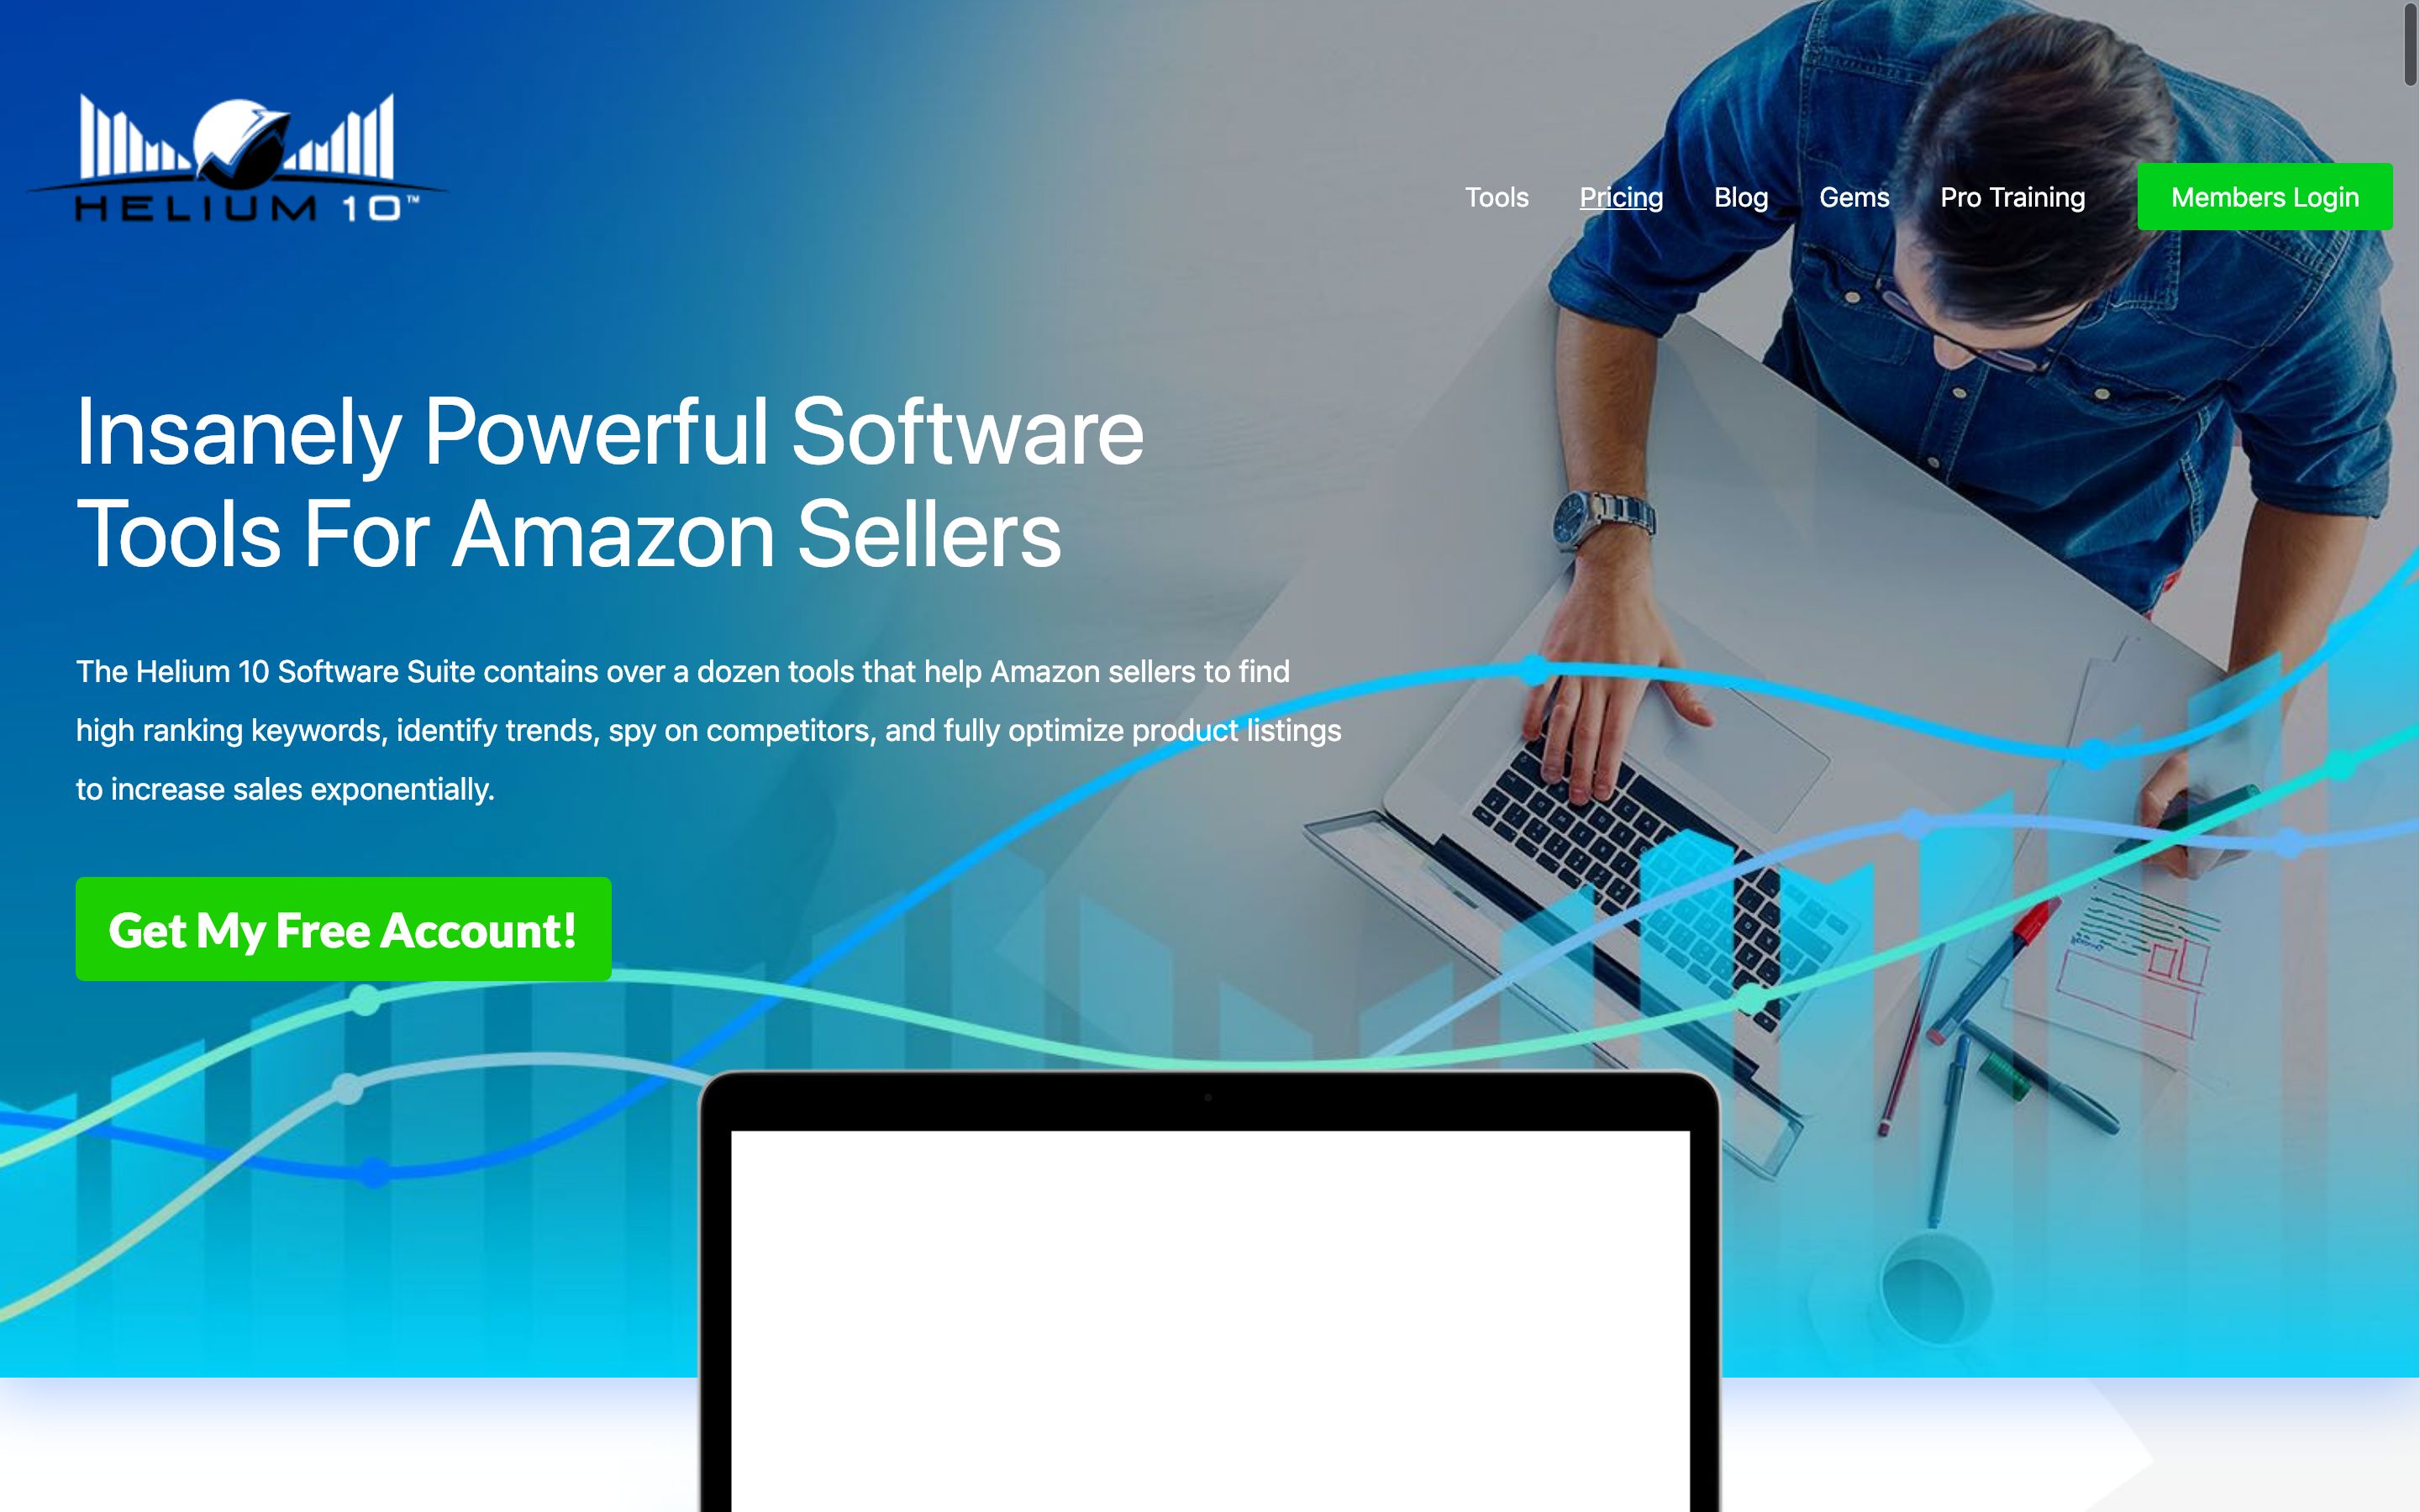 HELIUM 10™
Tools
Pricing
Blog
Gems
Pro Training
Members Login
Insanely Powerful Software
Tools For Amazon Sellers
The Helium 10 Software Suite contains over a dozen tools that help Amazon sellers to find
high ranking keywords, identify trends, spy on competitors, and fully optimize product listings
to increase sales exponentially.
Get My Free Account!